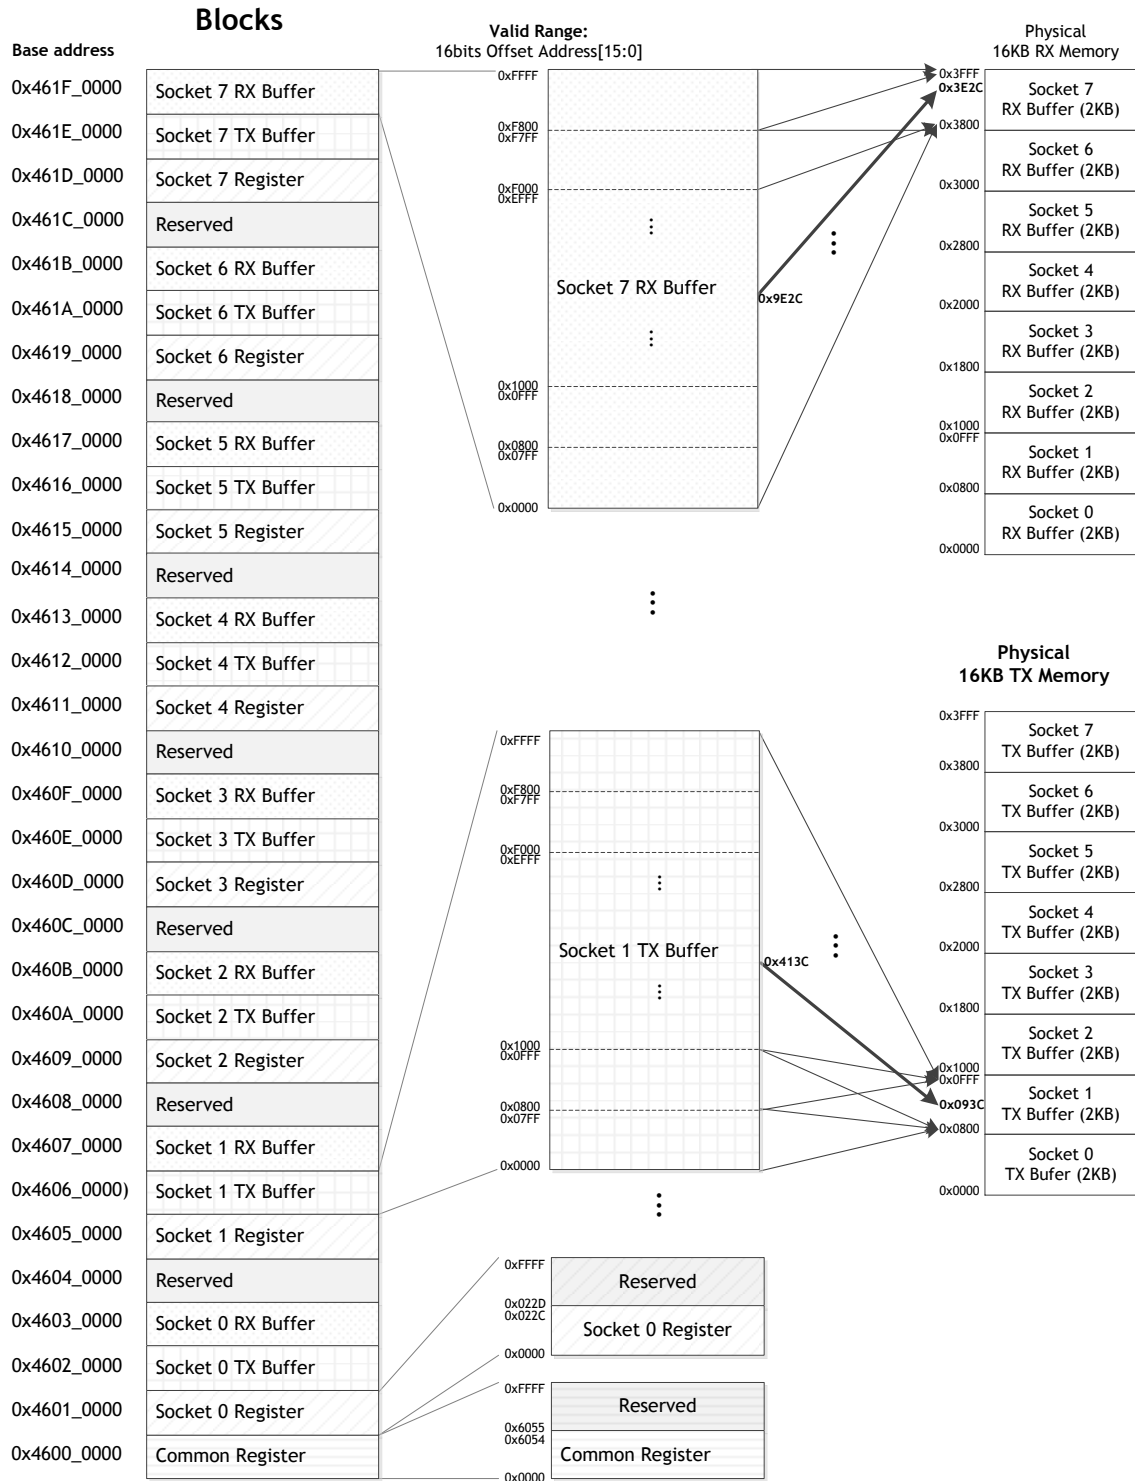 Blocks
Base address
0x461F_0000
Socket 7 RX Buffer
0x461E_0000
Socket 7 TX Buffer
0x461D_0000
Socket 7 Register
0x461C_0000
Reserved
0x461B_0000
Socket 6 RX Buffer
0x461A_0000
Socket 6 TX Buffer
0x4619_0000
Socket 6 Register
0x4618_0000
Reserved
0x4617_0000
Socket 5 RX Buffer
0x4616_0000
Socket 5 TX Buffer
0x4615_0000
Socket 5 Register
0x4614_0000
Reserved
0x4613_0000
Socket 4 RX Buffer
0x4612_0000
Socket 4 TX Buffer
0x4611_0000
Socket 4 Register
0x4610_0000
Reserved
0x460F_0000
Socket 3 RX Buffer
0x460E_0000
Socket 3 TX Buffer
0x460D_0000
Socket 3 Register
0x460C_0000
Reserved
0x460B_0000
Socket 2 RX Buffer
0x460A_0000
Socket 2 TX Buffer
0x4609_0000
Socket 2 Register
0x4608_0000
Reserved
0x4607_0000
Socket 1 RX Buffer
0x4606_0000)
Socket 1 TX Buffer
0x4605_0000
Socket 1 Register
0x4604_0000
Reserved
0x4603_0000
Socket 0 RX Buffer
0x4602_0000
Socket 0 TX Buffer
0x4601_0000
Socket 0 Register
0x4600_0000
Common Register
Valid Range:
16bits Offset Address[15:0]
0xFFFF
0xF800
0xF7FF
0xF000
0xEFFF
Socket 7 RX Buffer
0x9E2C
0x1000
0x0FFF
0x0800
0x07FF
0x0000
0xFFFF
0xF800
0xF7FF
0xF000
0xEFFF
Socket 1 TX Buffer
0x413C
0x1000
0x0FFF
0x0800
0x07FF
0x0000
0xFFFF
Reserved
0x022D
0x022C
Socket 0 Register
0x0000
0xFFFF
Reserved
0x6055
0x6054
Common Register
0x0000
Physical
16KB RX Memory
0x3FFF
0x3E2C
Socket 7
RX Buffer (2KB)
0x3800
Socket 6
RX Buffer (2KB)
0x3000
Socket 5
RX Buffer (2KB)
0x2800
Socket 4
RX Buffer (2KB)
0x2000
Socket 3
RX Buffer (2KB)
0x1800
Socket 2
RX Buffer (2KB)
0x1000
0x0FFF
Socket 1
RX Buffer (2KB)
0x0800
Socket 0
RX Buffer (2KB)
0x0000
Physical
16KB TX Memory
0x3FFF
Socket 7
TX Buffer (2KB)
0x3800
Socket 6
TX Buffer (2KB)
0x3000
Socket 5
TX Buffer (2KB)
0x2800
Socket 4
TX Buffer (2KB)
0x2000
Socket 3
TX Buffer (2KB)
0x1800
Socket 2
TX Buffer (2KB)
0x1000
0x0FFF
Socket 1
TX Buffer (2KB)
0x093C
0x0800
Socket 0
TX Bufer (2KB)
0x0000